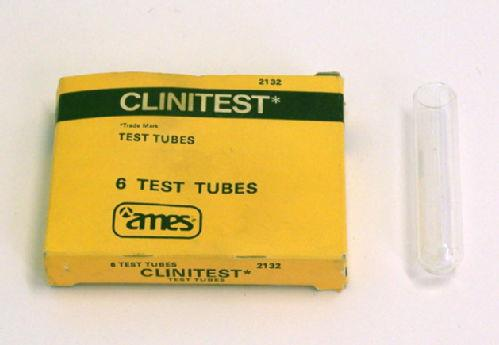 2132
CLINITEST*
*Trade Mark
TEST TUBES
6 TEST TUBES
ames
6 TEST TUBES 2132
CLINITEST*
TEST TUBES